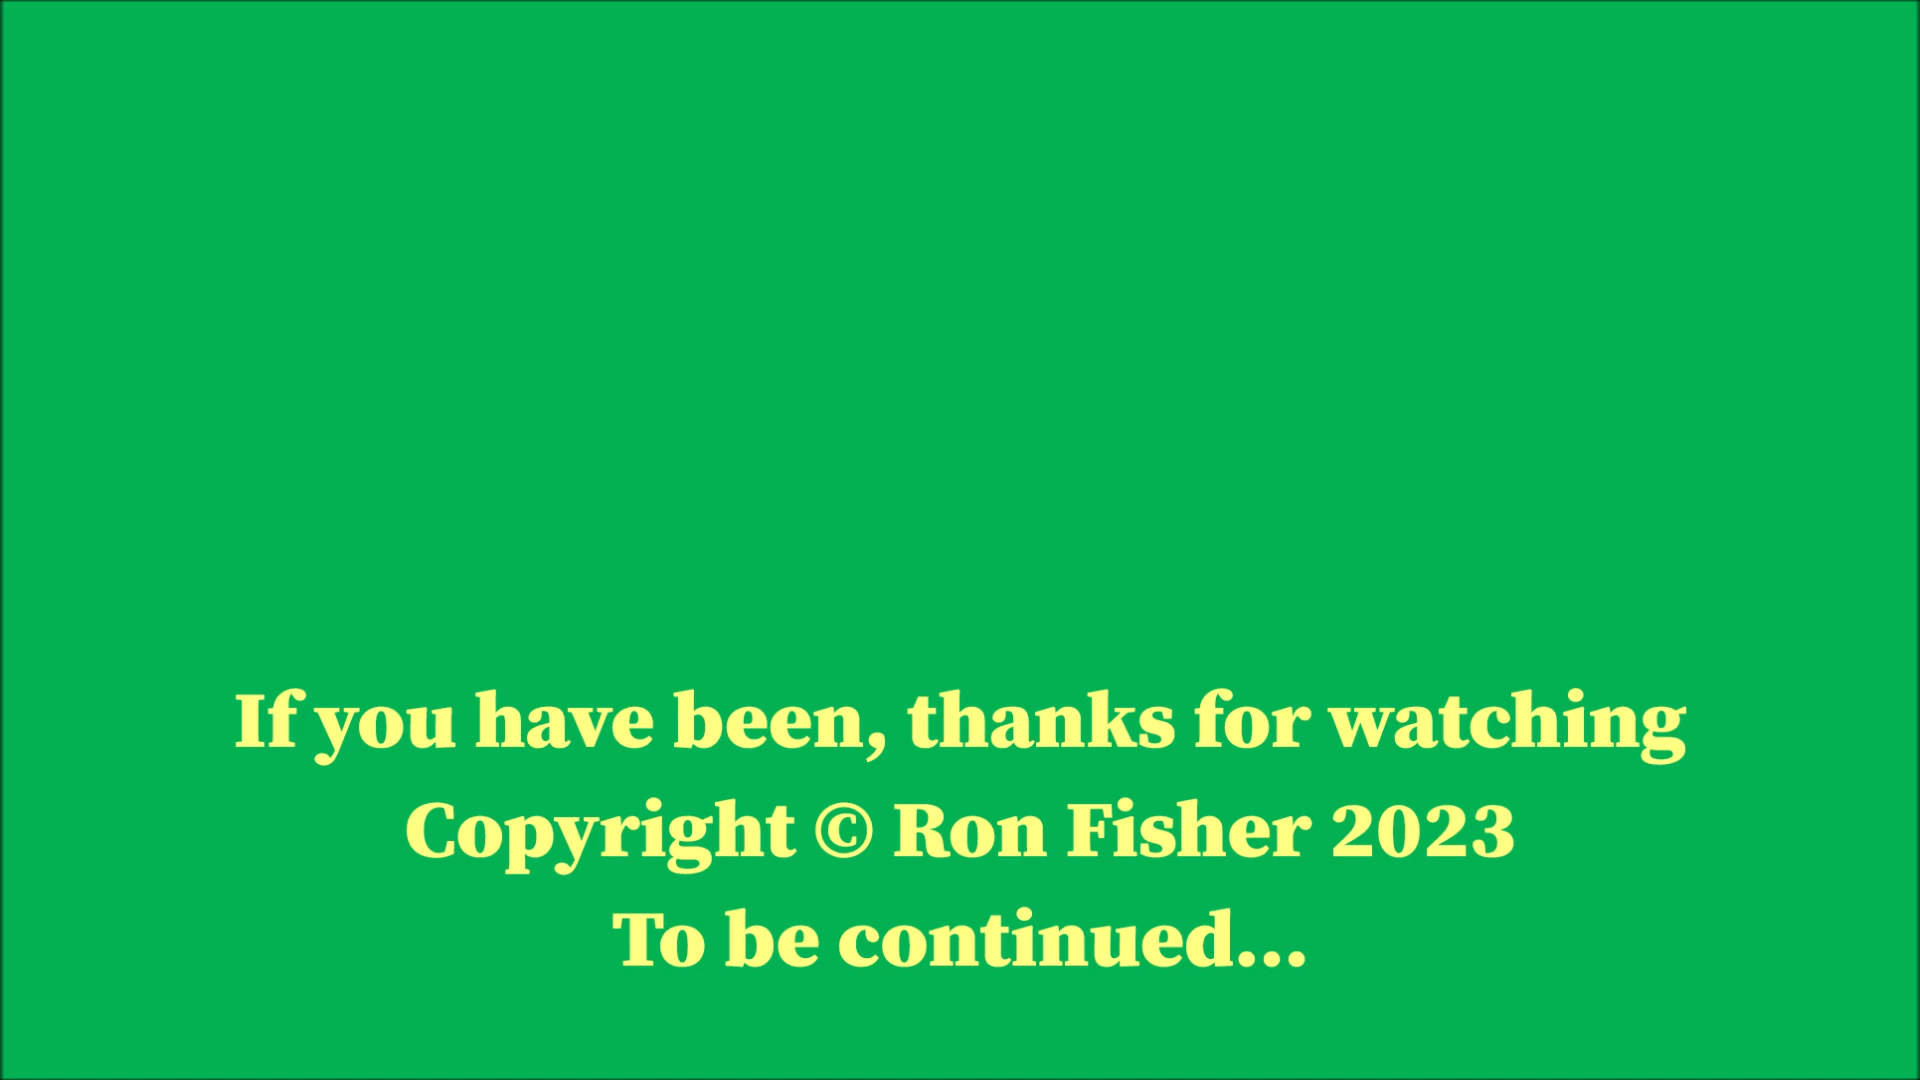 If you have been, thanks for watching
Copyright © Ron Fisher 2023
To be continued...